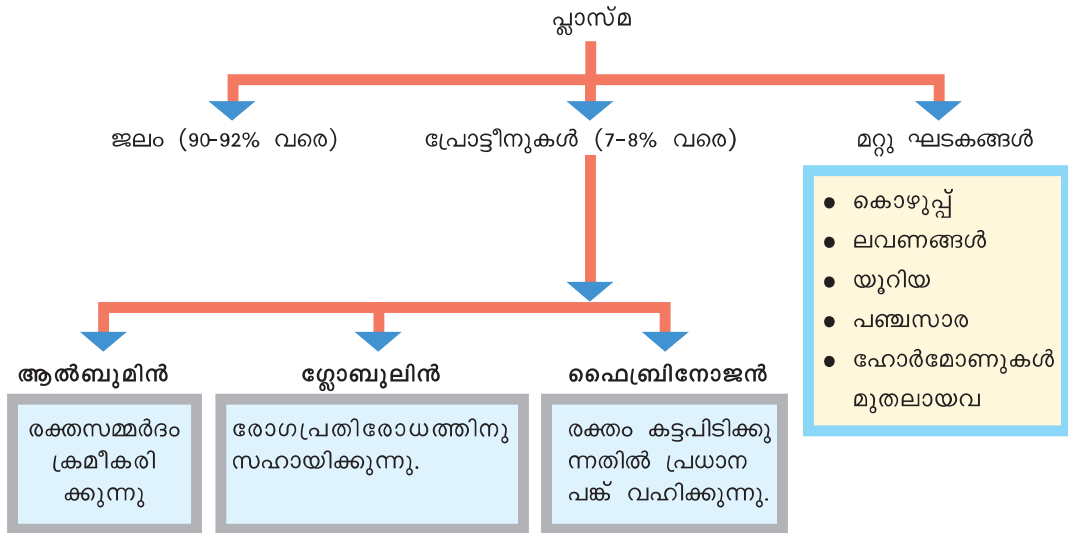 പ്ലാസ്മ
ജലം (90-92% വരെ)
പ്രോട്ടീനുകൾ (7-8% വരെ)
മറ്റു ഘടകങ്ങൾ
• കൊഴുപ്പ്
• ലവണങ്ങൾ
• യൂറിയ
• പഞ്ചസാര
• ഹോർമോണുകൾ
മുതലായവ
ആൽബുമിൻ
രക്തസമ്മർദം
ക്രമീകരി
ക്കുന്നു
ഗ്ലോബുലിൻ
രോഗപ്രതിരോധത്തിനു
സഹായിക്കുന്നു.
ഫൈബ്രിനോജൻ
രക്തം കട്ടപിടിക്കു
ന്നതിൽ പ്രധാന
പങ്ക് വഹിക്കുന്നു.